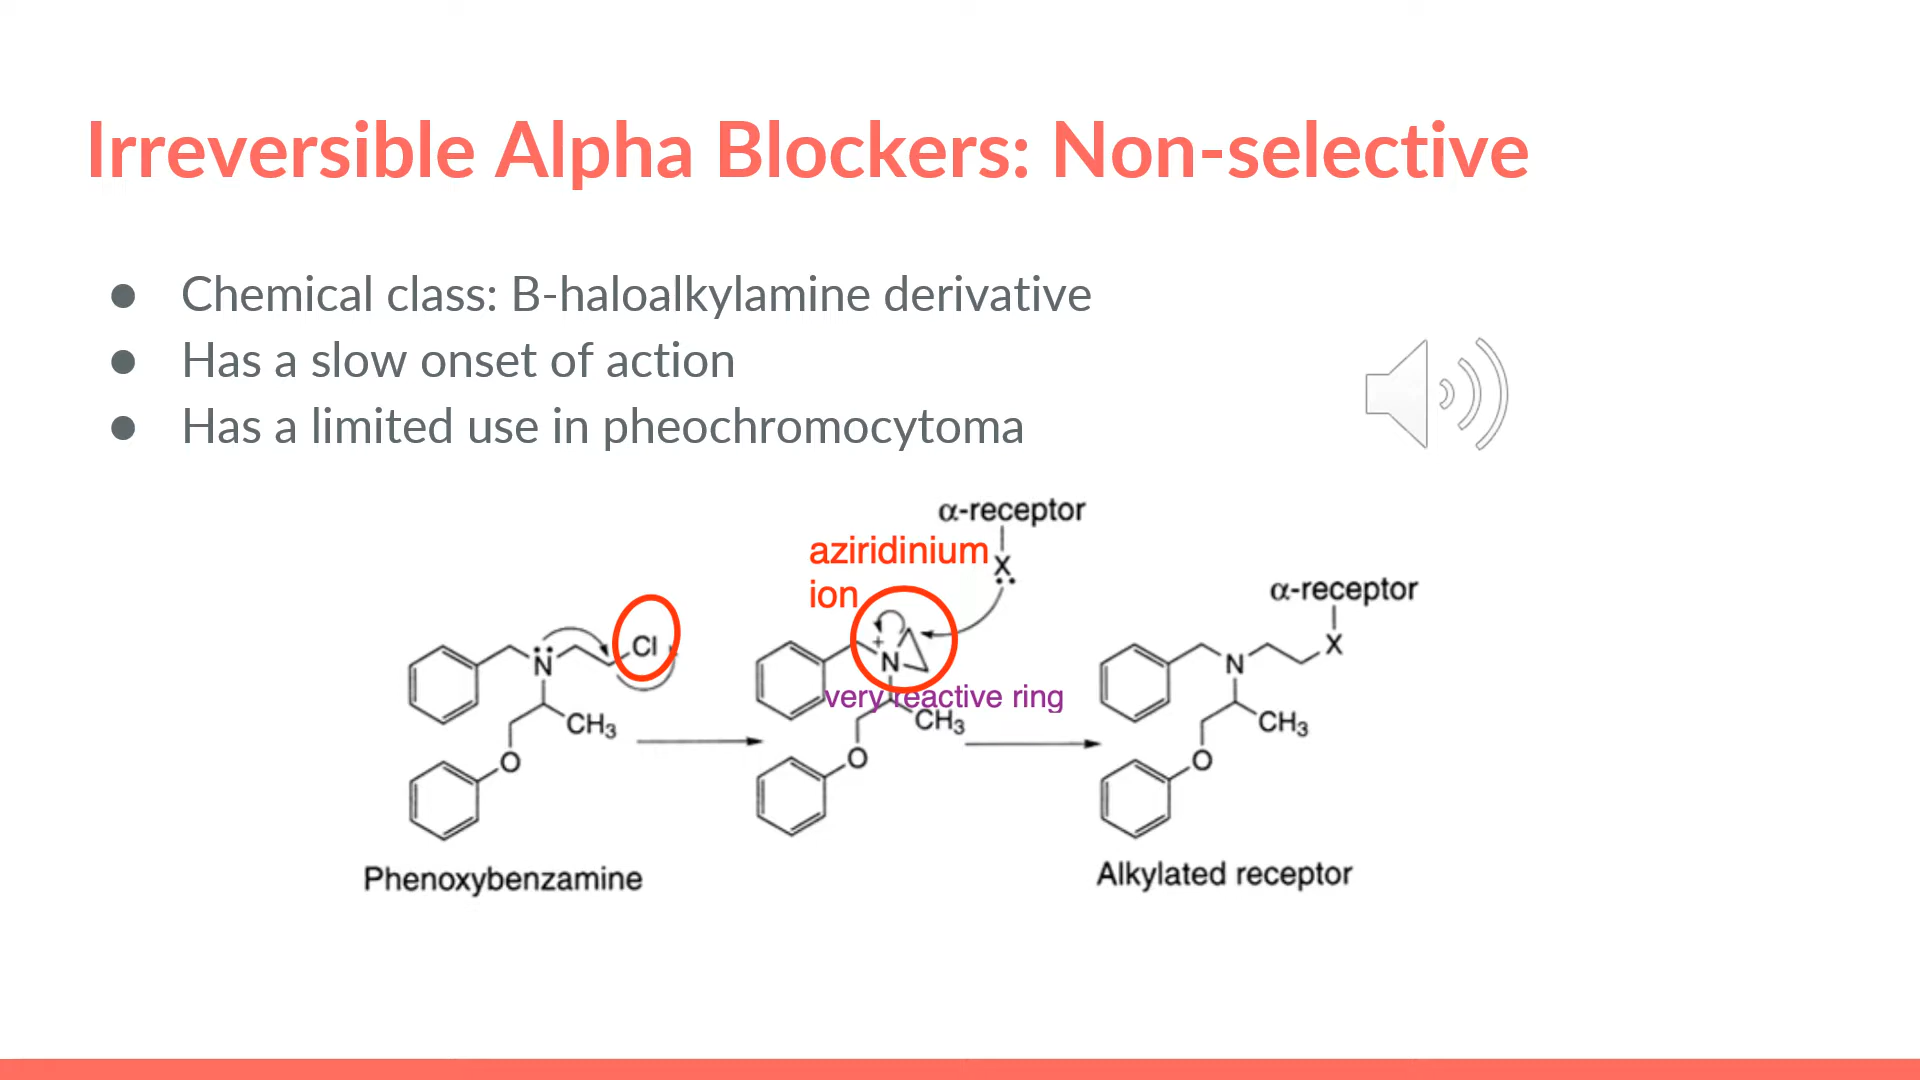 Irreversible Alpha Blockers: Non-selective
● Chemical class: B-haloalkylamine derivative
● Has a slow onset of action
● Has a limited use in pheochromocytoma
α-receptor
aziridinium
ion
X
α-receptor
Cl
N
CH₃
O
Phenoxybenzamine
+
N
very reactive ring
CH₃
O
X
N
CH₃
O
Alkylated receptor